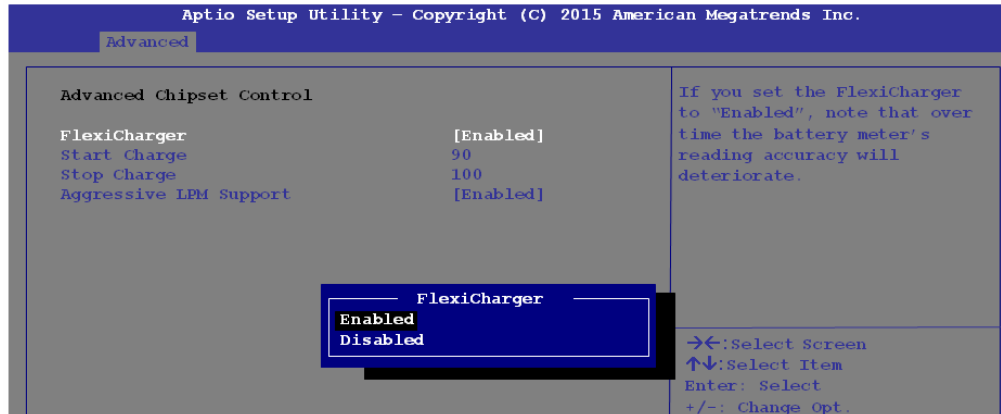 Aptio Setup Utility – Copyright (C) 2015 American Megatrends Inc.
Advanced
Advanced Chipset Control
FlexiCharger [Enabled]
Start Charge 90
Stop Charge 100
Aggressive LPM Support [Enabled]
If you set the FlexiCharger
to “Enabled”, note that over
time the battery meter’s
reading accuracy will
deteriorate.
FlexiCharger
Enabled
Disabled
→←:Select Screen
↑↓:Select Item
Enter: Select
+/-: Change Opt.